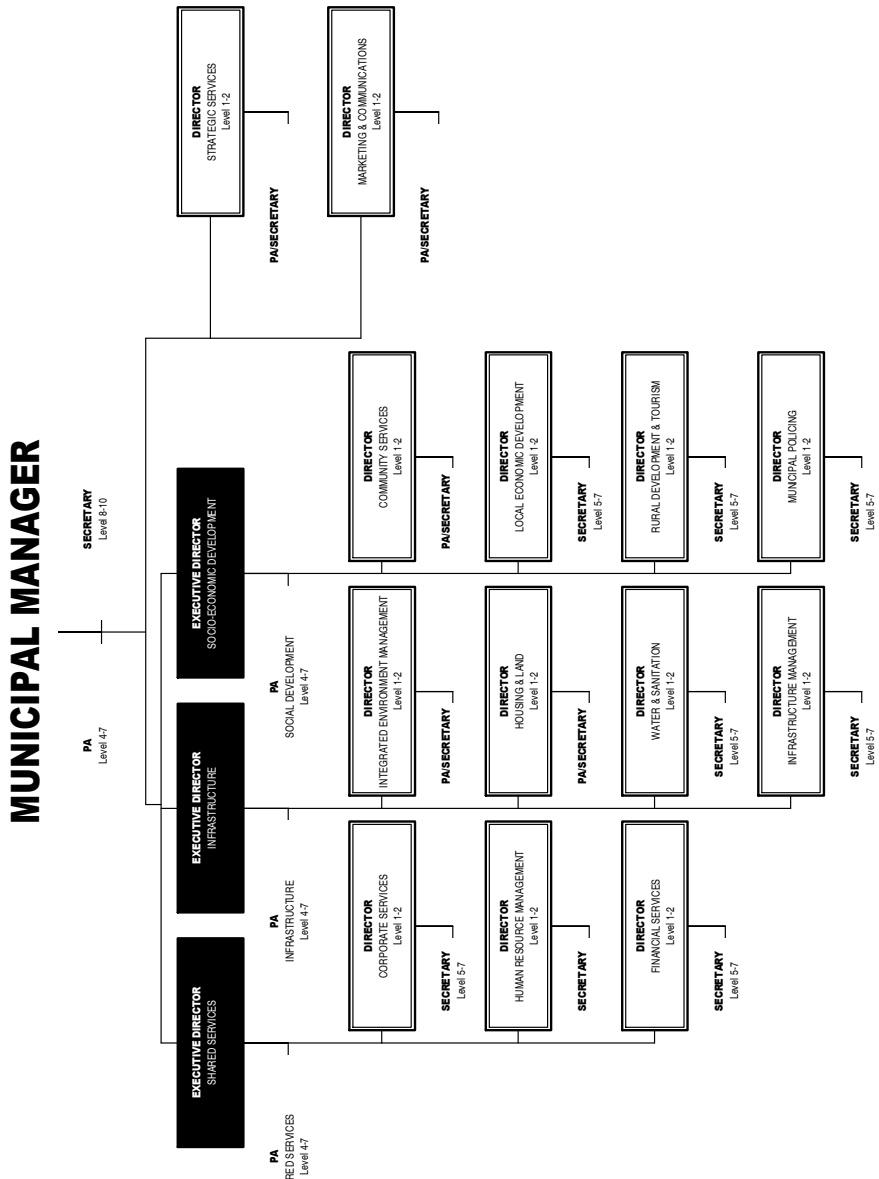 MUNICIPAL MANAGER
PA
Level 4-7
SECRETARY
Level 8-10
EXECUTIVE DIRECTOR
SHARED SERVICES
EXECUTIVE DIRECTOR
INFRASTRUCTURE
EXECUTIVE DIRECTOR
SOCIO-ECONOMIC DEVELOPMENT
DIRECTOR
STRATEGIC SERVICES
Level 1-2
PA
RED SERVICES
Level 4-7
PA
INFRASTRUCTURE
Level 4-7
PA
SOCIAL DEVELOPMENT
Level 4-7
PA/SECRETARY
DIRECTOR
CORPORATE SERVICES
Level 1-2
DIRECTOR
INTEGRATED ENVIRONMENT MANAGEMENT
Level 1-2
DIRECTOR
COMMUNITY SERVICES
Level 1-2
DIRECTOR
MARKETING & COMMUNICATIONS
Level 1-2
SECRETARY
Level 5-7
PA/SECRETARY
PA/SECRETARY
PA/SECRETARY
DIRECTOR
HUMAN RESOURCE MANAGEMENT
Level 1-2
DIRECTOR
HOUSING & LAND
Level 1-2
DIRECTOR
LOCAL ECONOMIC DEVELOPMENT
Level 1-2
SECRETARY
PA/SECRETARY
SECRETARY
Level 5-7
DIRECTOR
FINANCIAL SERVICES
Level 1-2
DIRECTOR
WATER & SANITATION
Level 1-2
DIRECTOR
RURAL DEVELOPMENT & TOURISM
Level 1-2
SECRETARY
Level 5-7
SECRETARY
Level 5-7
SECRETARY
Level 5-7
DIRECTOR
INFRASTRUCTURE MANAGEMENT
Level 1-2
DIRECTOR
MUNICIPAL POLICING
Level 1-2
SECRETARY
Level 5-7
SECRETARY
Level 5-7